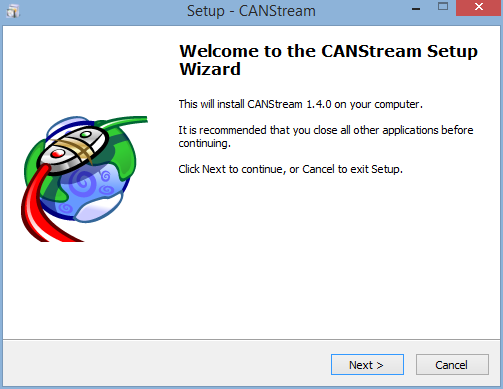 Setup - CANStream
Welcome to the CANStream Setup
Wizard
This will install CANStream 1.4.0 on your computer.
It is recommended that you close all other applications before
continuing.
Click Next to continue, or Cancel to exit Setup.
Next >
Cancel